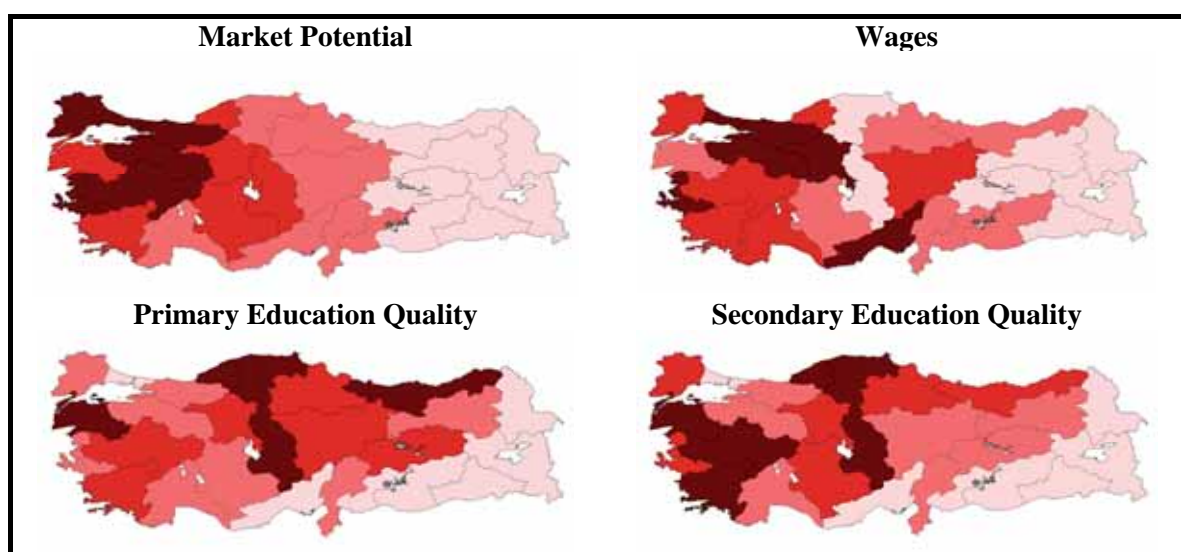 Market Potential
Wages
Primary Education Quality
Secondary Education Quality